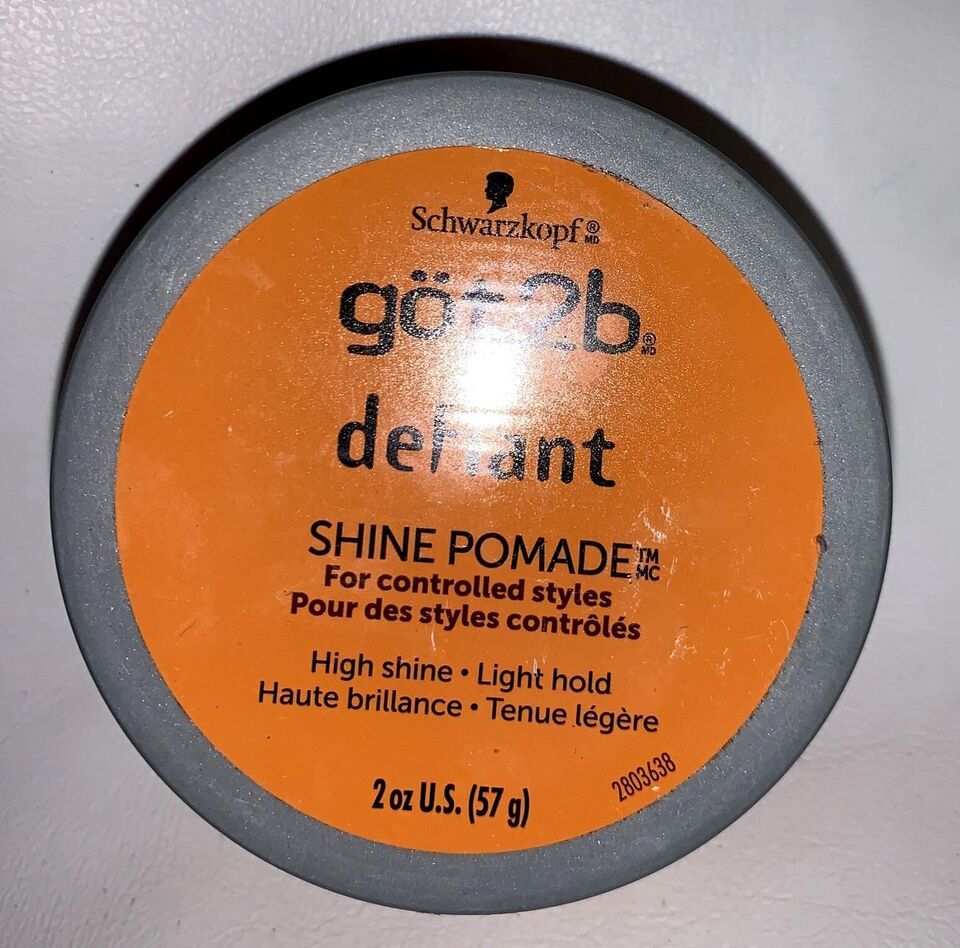 Schwarzkopf® MD
göt2b® MD
defiant
SHINE POMADE™ MC
For controlled styles
Pour des styles contrôlés
High shine • Light hold
Haute brillance • Tenue légère
2 oz U.S. (57 g)
2803638